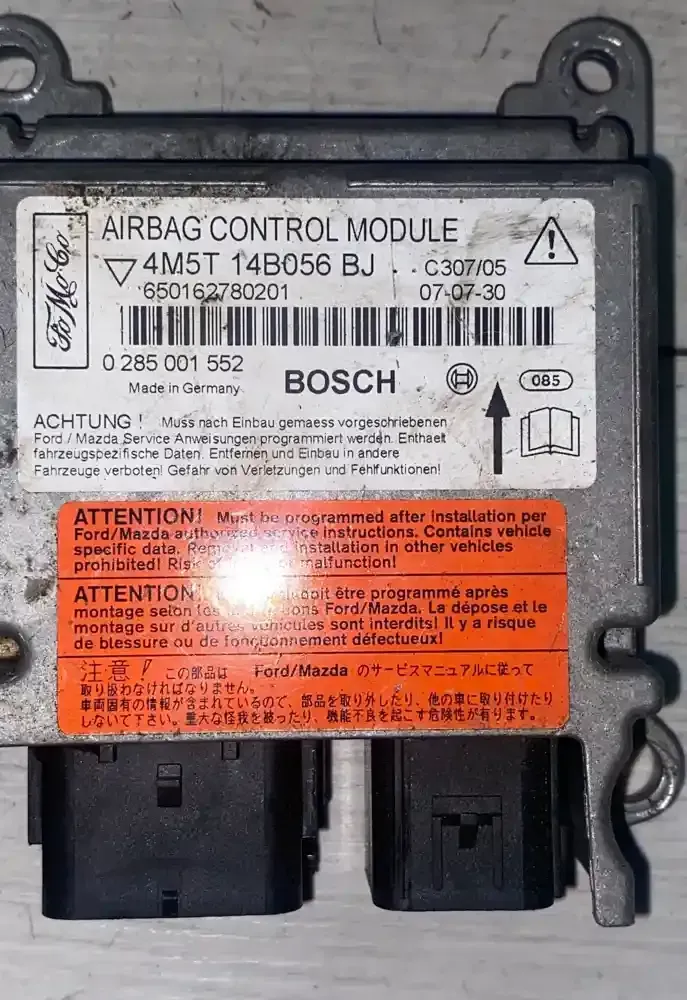 FoMoCo
AIRBAG CONTROL MODULE
4M5T 14B056 BJ . . C307/05
650162780201 07-07-30
0 285 001 552
Made in Germany BOSCH 085
ACHTUNG ! Muss nach Einbau gemaess vorgeschriebenen
Ford / Mazda Service Anweisungen programmiert werden. Enthaelt
fahrzeugspezifische Daten. Entfernen und Einbau in andere
Fahrzeuge verboten! Gefahr von Verletzungen und Fehlfunktionen!
ATTENTION! Must be programmed after installation per
Ford/Mazda authorized service instructions. Contains vehicle
specific data. Removal and installation in other vehicles
prohibited! Risk or malfunction!
ATTENTION! doit être programmé après
montage selon les Ford/Mazda. La dépose et le
montage sur d'autres véhicules sont interdits! Il y a risque
de blessure ou de fonctionnement défectueux!
注意! この部品は Ford/Mazda のサービスマニュアルに従って
取り扱わなければなりません。
車両固有の情報が含まれているので、部品を取り外したり、他の車に取り付けたり
しないで下さい。重大な怪我を被ったり、機能不良を起こす危険性が有ります。